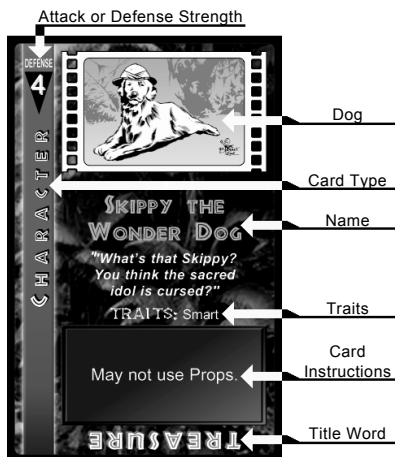 Attack or Defense Strength
DEFENSE
4
CHARACTER
Dog
Card Type
SKIPPY THE
WONDER DOG
Name
"What's that Skippy?
You think the sacred
idol is cursed?"
TRAITS: Smart
Traits
May not use Props.
Card
Instructions
TREASURE
Title Word